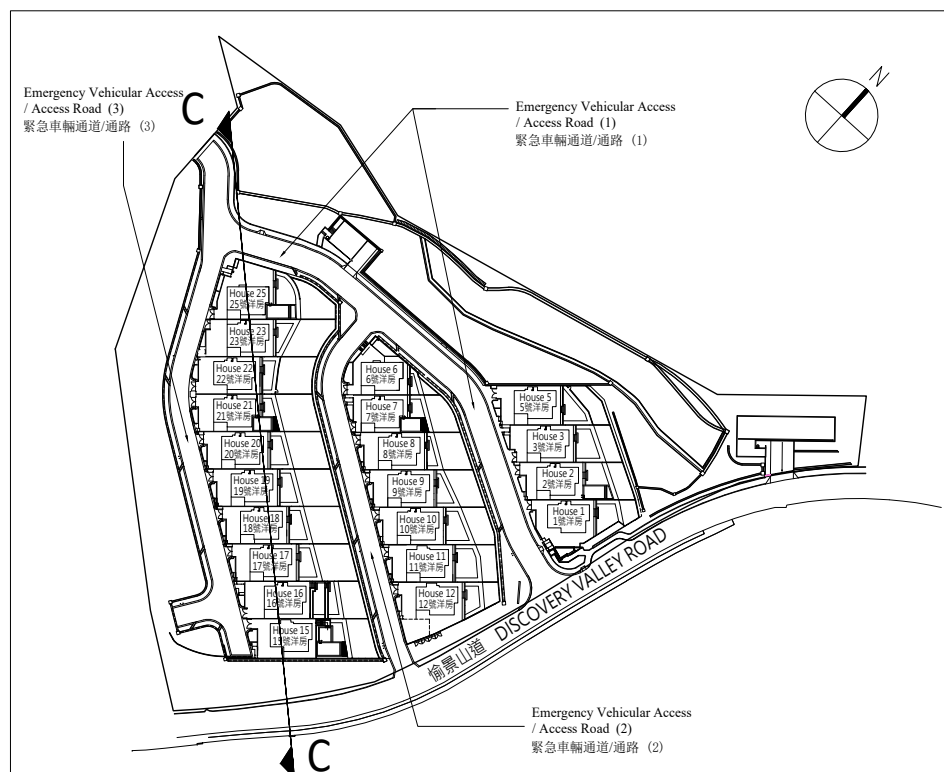 Emergency Vehicular Access
/ Access Road (3)
緊急車輛通道/通路 (3)
C
Emergency Vehicular Access
/ Access Road (1)
緊急車輛通道/通路 (1)
N
House 25
25號洋房
House 23
23號洋房
House 22
22號洋房
House 21
21號洋房
House 20
20號洋房
House 19
19號洋房
House 18
18號洋房
House 17
17號洋房
House 16
16號洋房
House 15
15號洋房
House 6
6號洋房
House 7
7號洋房
House 8
8號洋房
House 9
9號洋房
House 10
10號洋房
House 11
11號洋房
House 12
12號洋房
House 5
5號洋房
House 3
3號洋房
House 2
2號洋房
House 1
1號洋房
愉景山道 DISCOVERY VALLEY ROAD
Emergency Vehicular Access
/ Access Road (2)
緊急車輛通道/通路 (2)
C